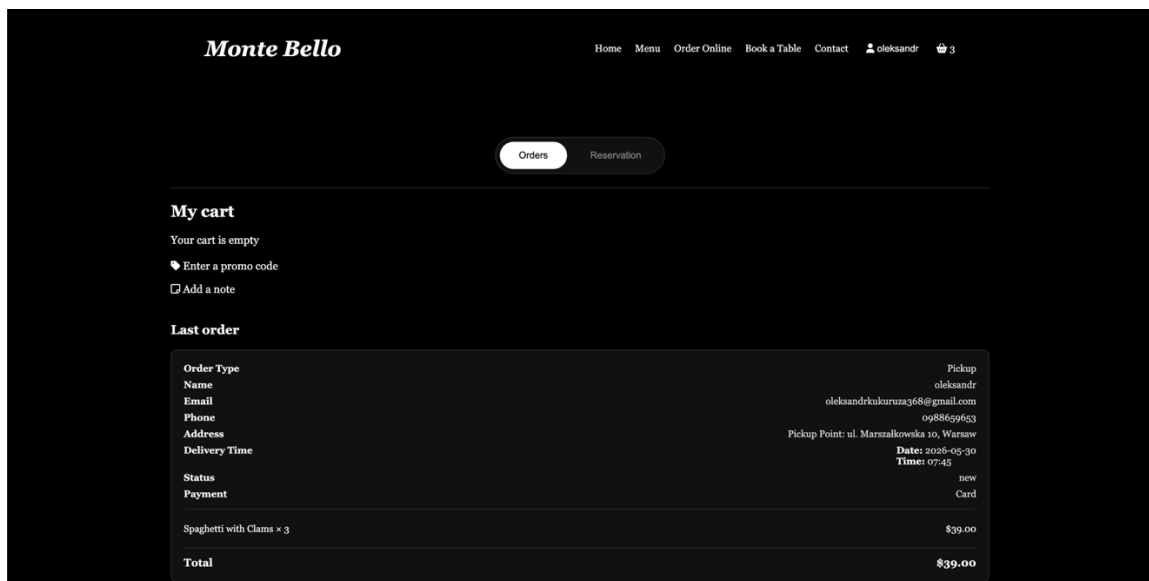 Monte Bello
Home Menu Order Online Book a Table Contact oleksandr 3
Orders Reservation
My cart
Your cart is empty
Enter a promo code
Add a note
Last order
Order Type Pickup
Name oleksandr
Email oleksandrkukuruza368@gmail.com
Phone 0988659653
Address Pickup Point: ul. Marszałkowska 10, Warsaw
Delivery Time Date: 2026-05-30
Time: 07:45
Status new
Payment Card
Spaghetti with Clams × 3 $39.00
Total $39.00